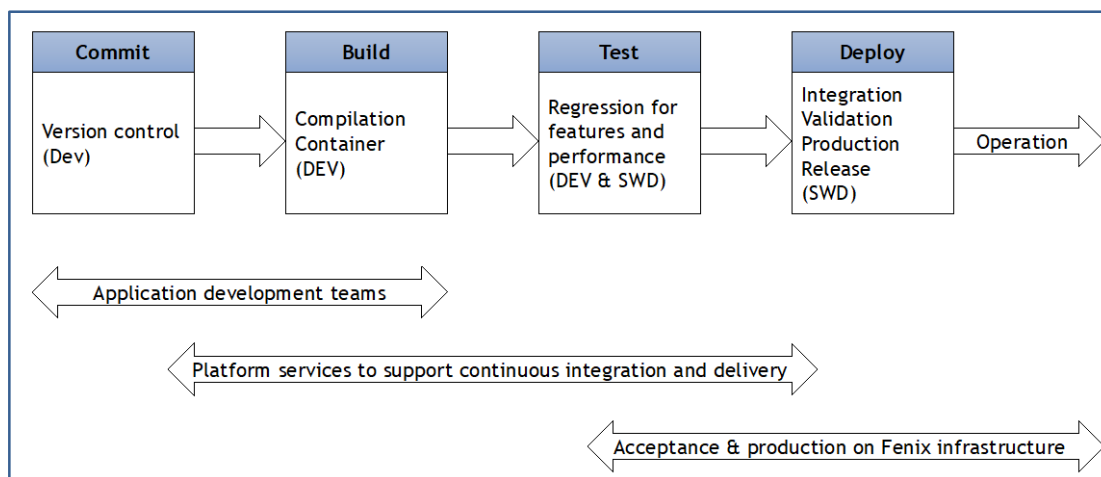 Commit
Version control
(Dev)
Build
Compilation
Container
(DEV)
Test
Regression for
features and
performance
(DEV & SWD)
Deploy
Integration
Validation
Production
Release
(SWD)
Operation
Application development teams
Platform services to support continuous integration and delivery
Acceptance & production on Fenix infrastructure